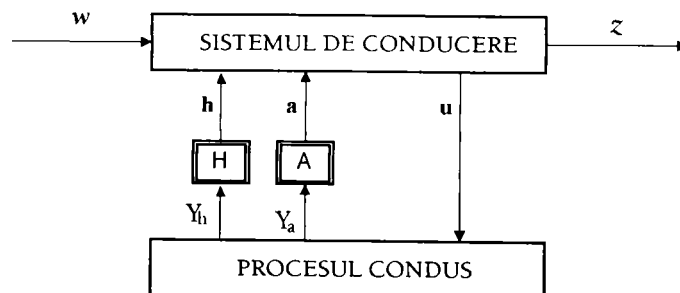 w
z
SISTEMUL DE CONDUCERE
h
a
u
H
A
Yh
Ya
PROCESUL CONDUS